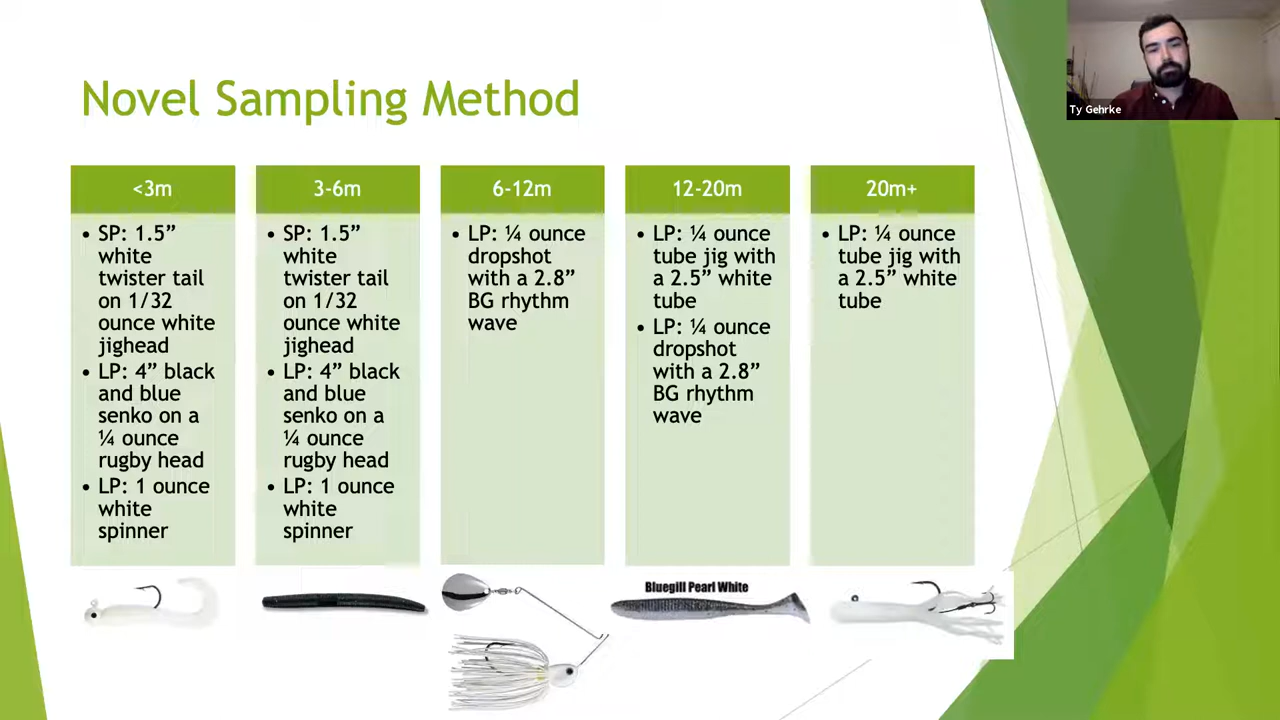 Novel Sampling Method
Ty Gehrke
<3m
• SP: 1.5”
white
twister tail
on 1/32
ounce white
jighead
• LP: 4” black
and blue
senko on a
¼ ounce
rugby head
• LP: 1 ounce
white
spinner
3-6m
• SP: 1.5”
white
twister tail
on 1/32
ounce white
jighead
• LP: 4” black
and blue
senko on a
¼ ounce
rugby head
• LP: 1 ounce
white
spinner
6-12m
• LP: ¼ ounce
dropshot
with a 2.8”
BG rhythm
wave
12-20m
• LP: ¼ ounce
tube jig with
a 2.5” white
tube
• LP: ¼ ounce
dropshot
with a 2.8”
BG rhythm
wave
20m+
• LP: ¼ ounce
tube jig with
a 2.5” white
tube
Bluegill Pearl White